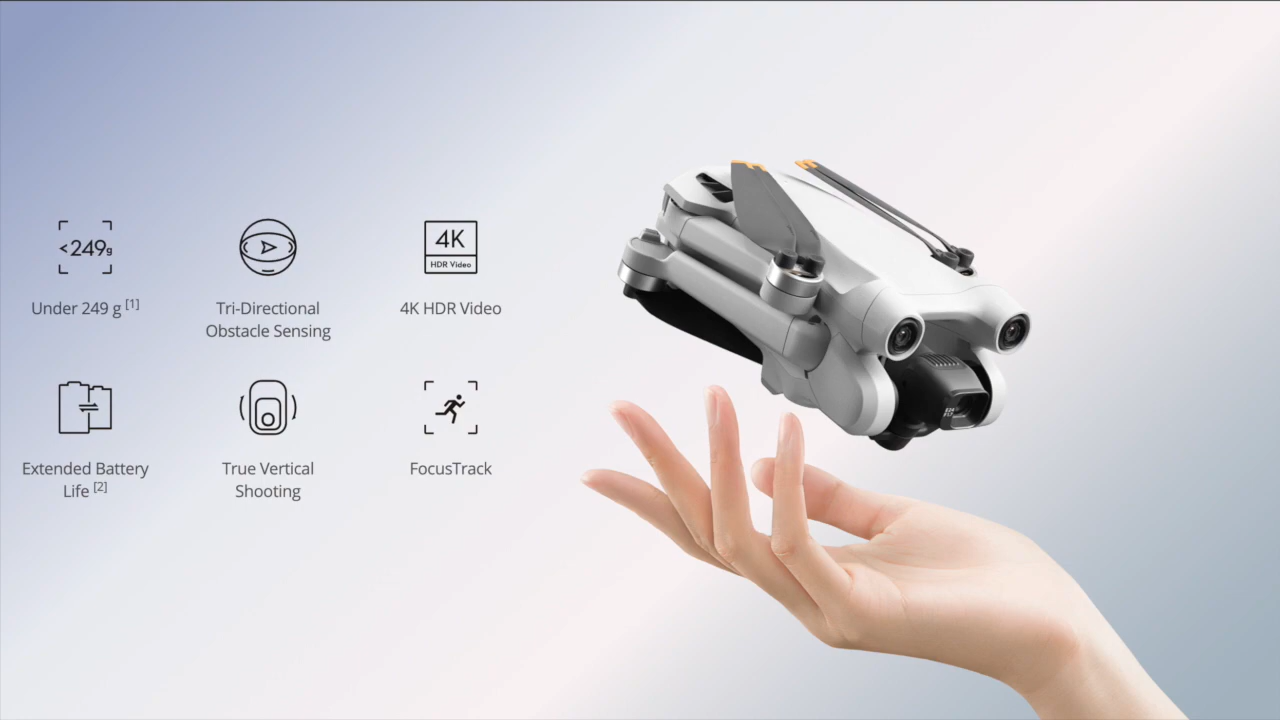 <249g
Under 249 g [1]
Tri-Directional
Obstacle Sensing
4K
HDR Video
4K HDR Video
Extended Battery
Life [2]
True Vertical
Shooting
FocusTrack